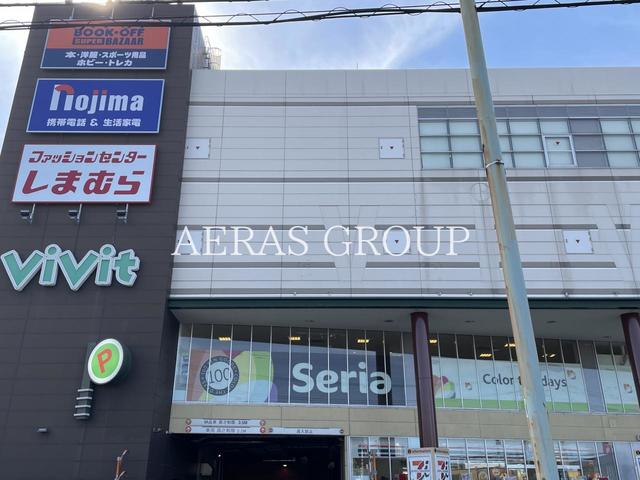 BOOK-OFF
SUPER BAZAAR
本・洋服・スポーツ用品
ホビー・トレカ
nojima
携帯電話 & 生活家電
ファッションセンター
しまむら
AERAS GROUP
ViVit
P
100
Seria
Color the days